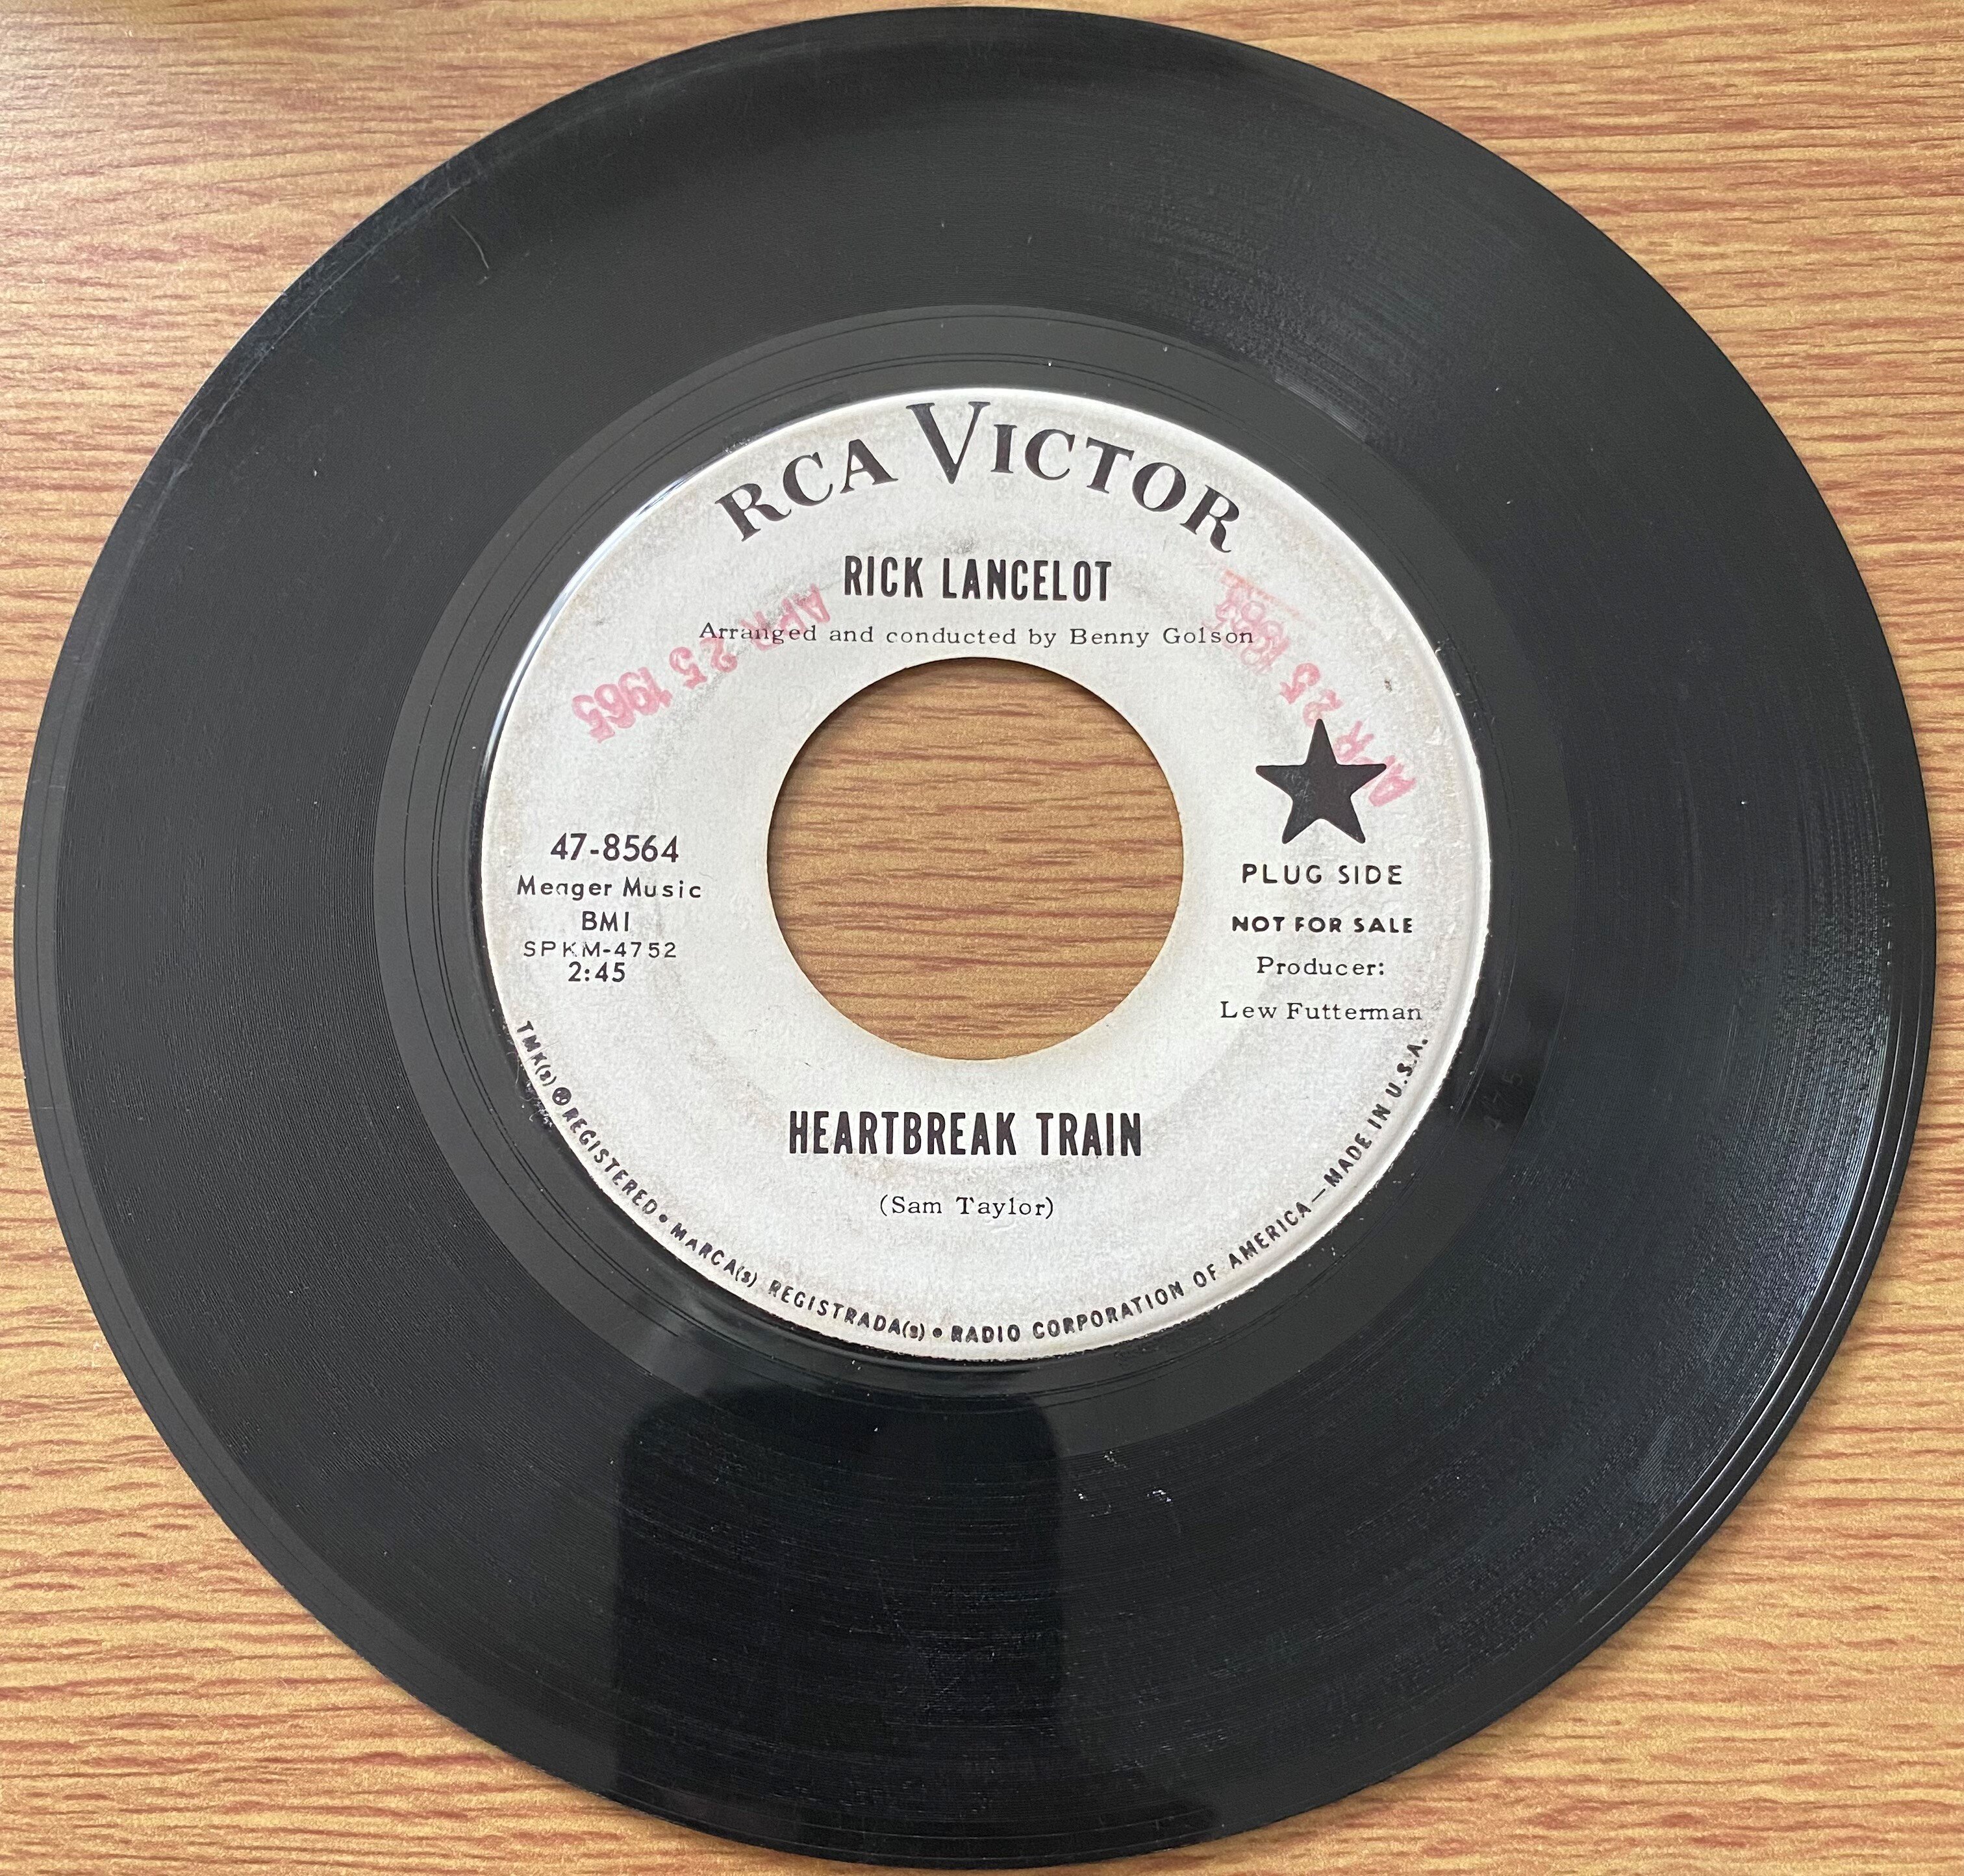 RCA VICTOR
RICK LANCELOT
Arranged and conducted by Benny Golson
APR 25 1965
APR 25 1965
47-8564
Meager Music
BMI
SPKM-4752
2:45
PLUG SIDE
NOT FOR SALE
Producer:
Lew Futterman
HEARTBREAK TRAIN
(Sam Taylor)
TMK(s) ® REGISTERED • MARCA(s) REGISTRADA(s) • RADIO CORPORATION OF AMERICA—MADE IN U.S.A.